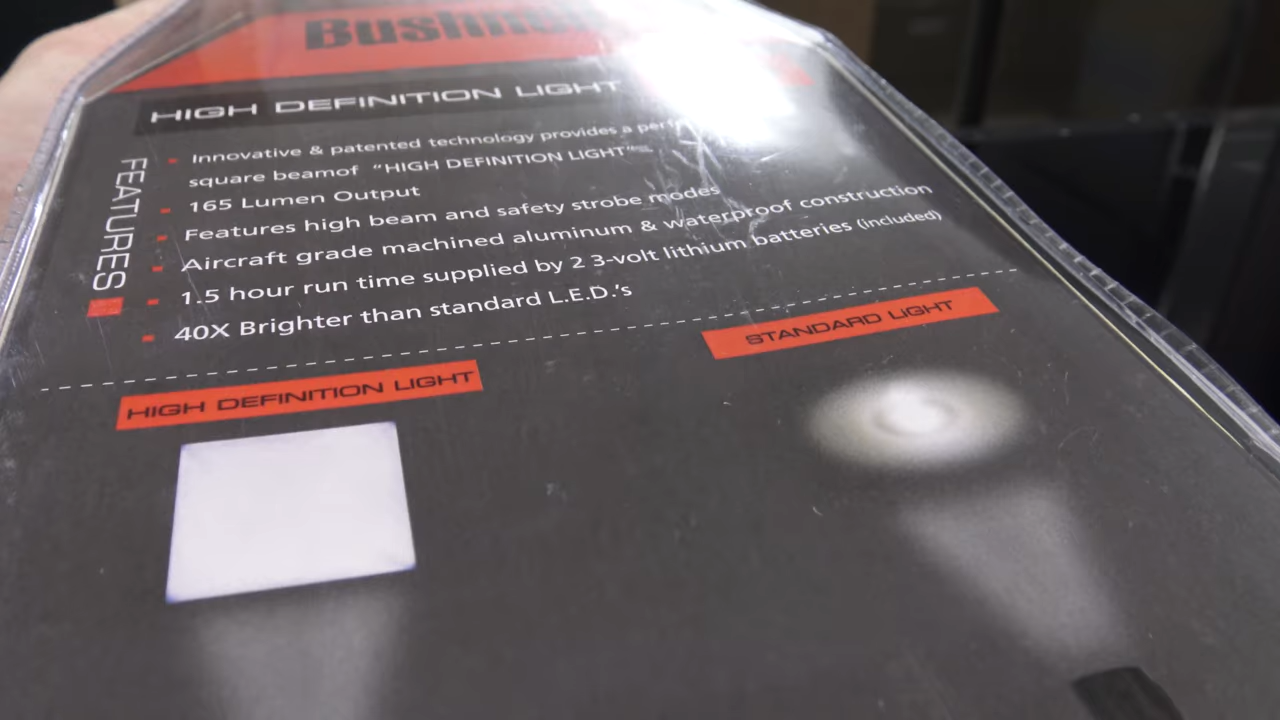 HIGH DEFINITION LIGHT
FEATURES
Innovative & patented technology provides a
square beamof "HIGH DEFINITION LIGHT"
165 Lumen Output
Features high beam and safety strobe modes
Aircraft grade machined aluminum & waterproof construction
1.5 hour run time supplied by 2 3-volt lithium batteries (included)
40X Brighter than standard L.E.D.'s
STANDARD LIGHT
HIGH DEFINITION LIGHT